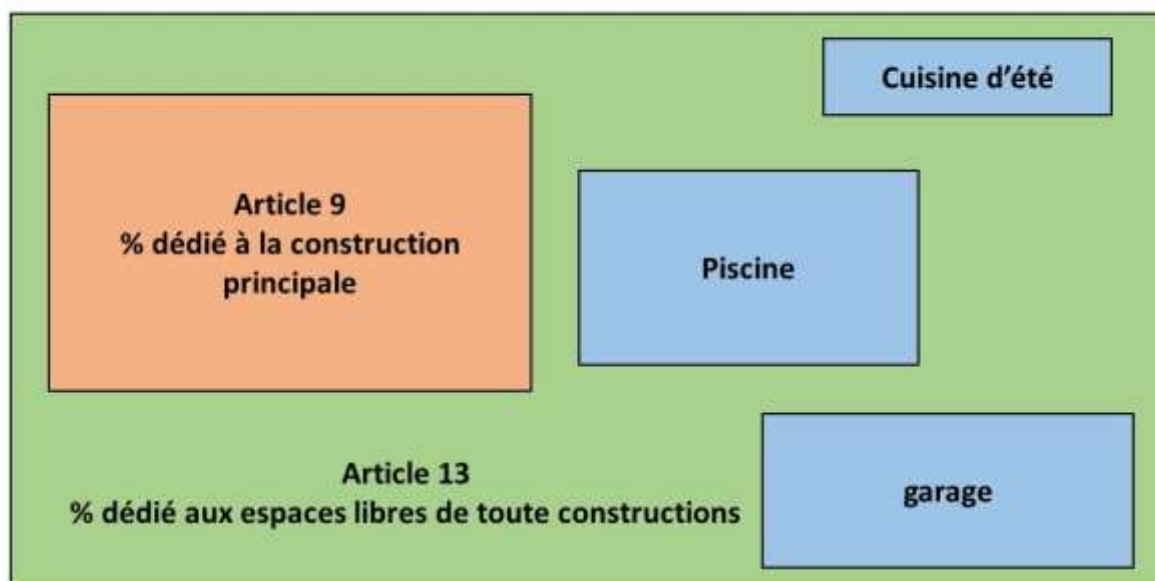 Cuisine d'été
Article 9
% dédié à la construction
principale
Piscine
Article 13
% dédié aux espaces libres de toute constructions
garage